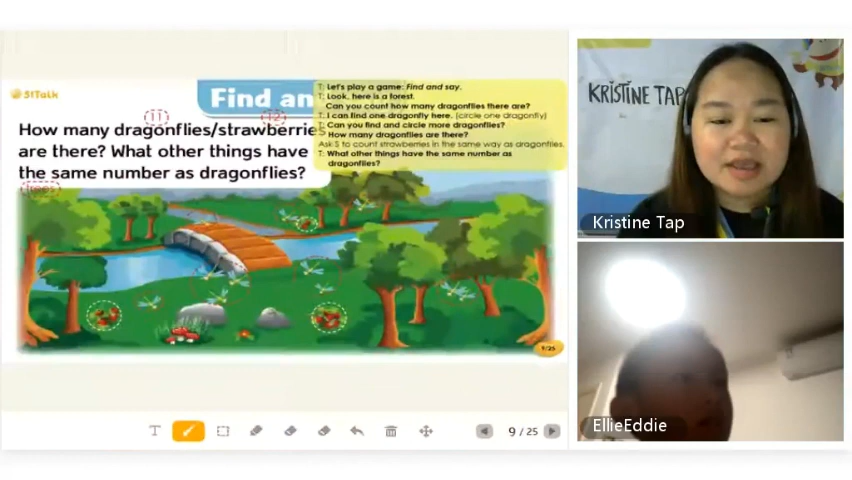 51Talk
Find an
T: Let's play a game: Find and say.
T: Look, here is a forest.
Can you count how many dragonflies there are?
T: I can find one dragonfly here. (circle one dragonfly)
T: Can you find and circle more dragonflies?
How many dragonflies are there?
Ask S to count strawberries in the same way as dragonflies.
T: What other things have the same number as
dragonflies?
11 12
How many dragonflies/strawberries
are there? What other things have
the same number as dragonflies?
trees
9/25
T
9 / 25
KRISTINE TAP
Kristine Tap
EllieEddie